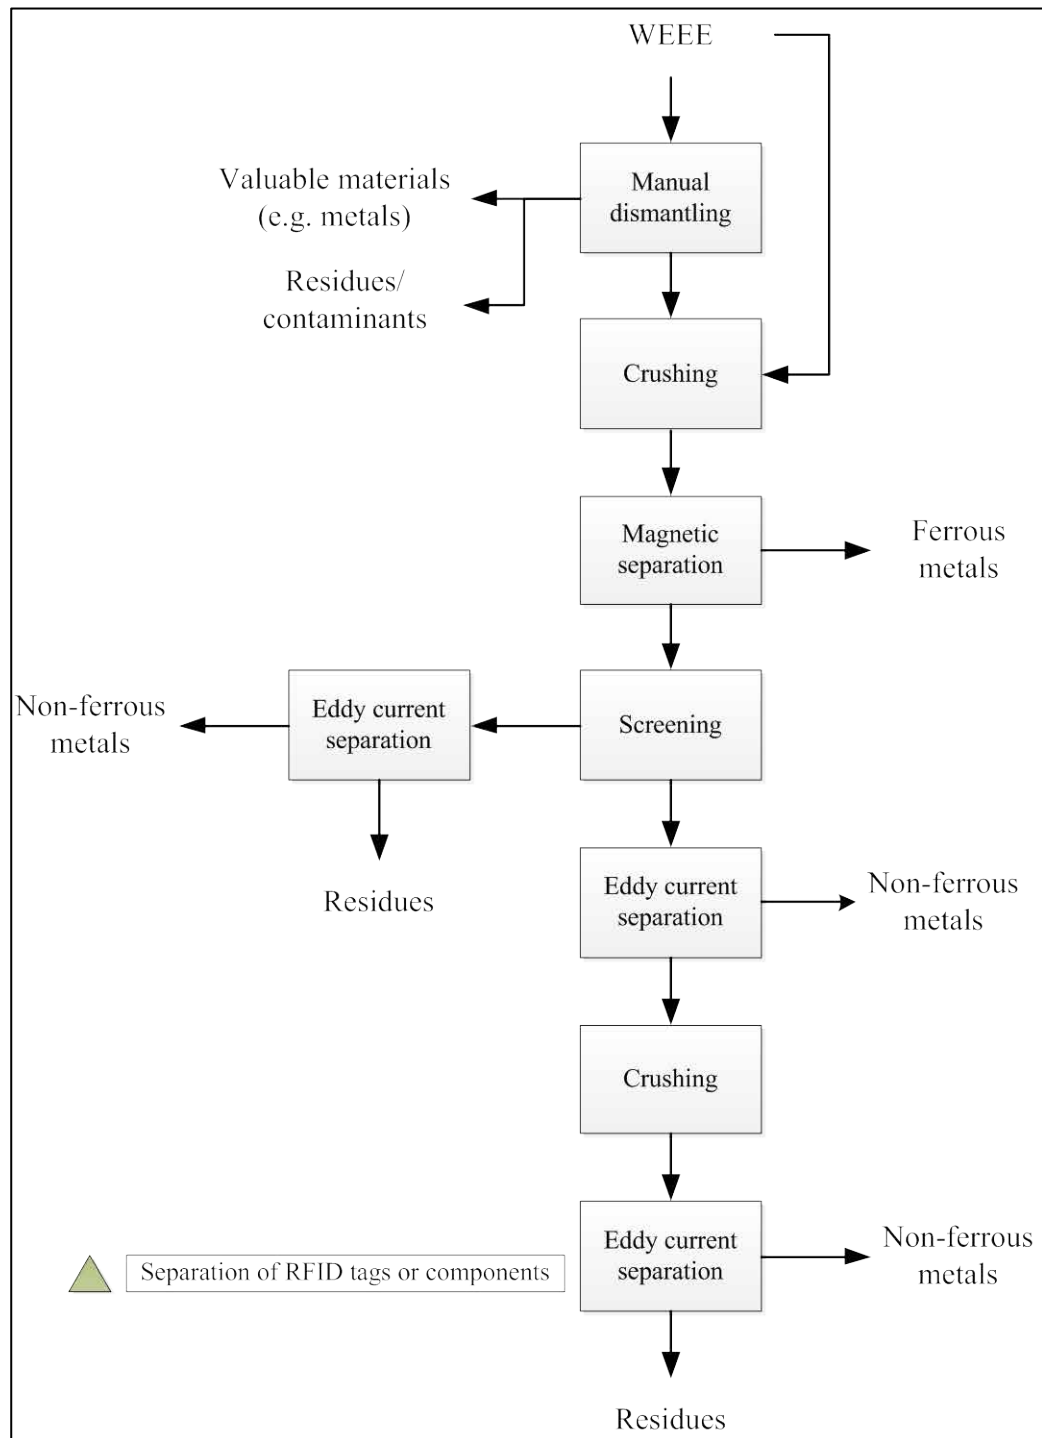 WEEE
Manual
dismantling
Valuable materials
(e.g. metals)
Residues/
contaminants
Crushing
Magnetic
separation
Ferrous
metals
Screening
Eddy current
separation
Non-ferrous
metals
Residues
Eddy current
separation
Non-ferrous
metals
Crushing
Eddy current
separation
Non-ferrous
metals
Separation of RFID tags or components
Residues